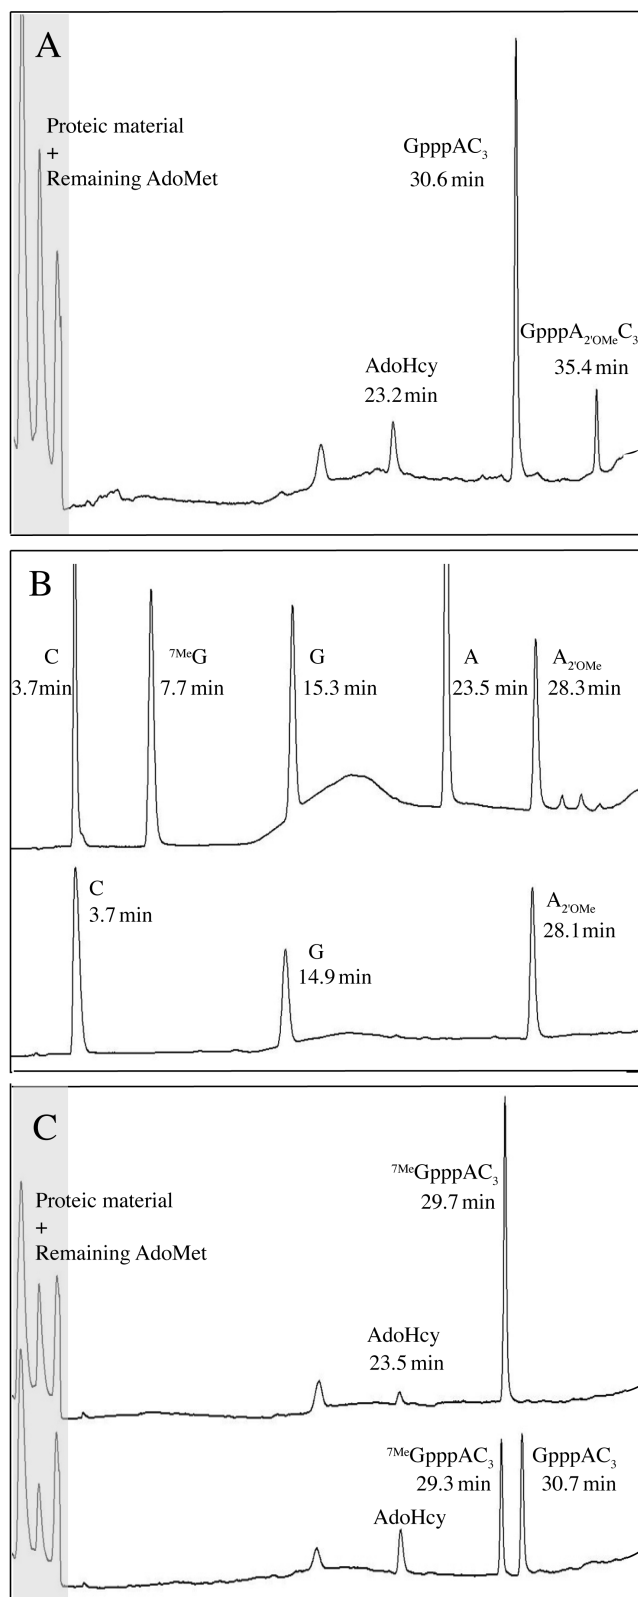 A
Proteic material
+
Remaining AdoMet
GpppAC3
30.6 min
GpppA2'OMeC3
35.4 min
AdoHcy
23.2 min
B
C
3.7min
7MeG
7.7 min
G
15.3 min
A
23.5 min
A2'OMe
28.3 min
C
3.7 min
G
14.9 min
A2'OMe
28.1 min
C
7MeGpppAC3
29.7 min
Proteic material
+
Remaining AdoMet
AdoHcy
23.5 min
7MeGpppAC3
29.3 min
GpppAC3
30.7 min
AdoHcy